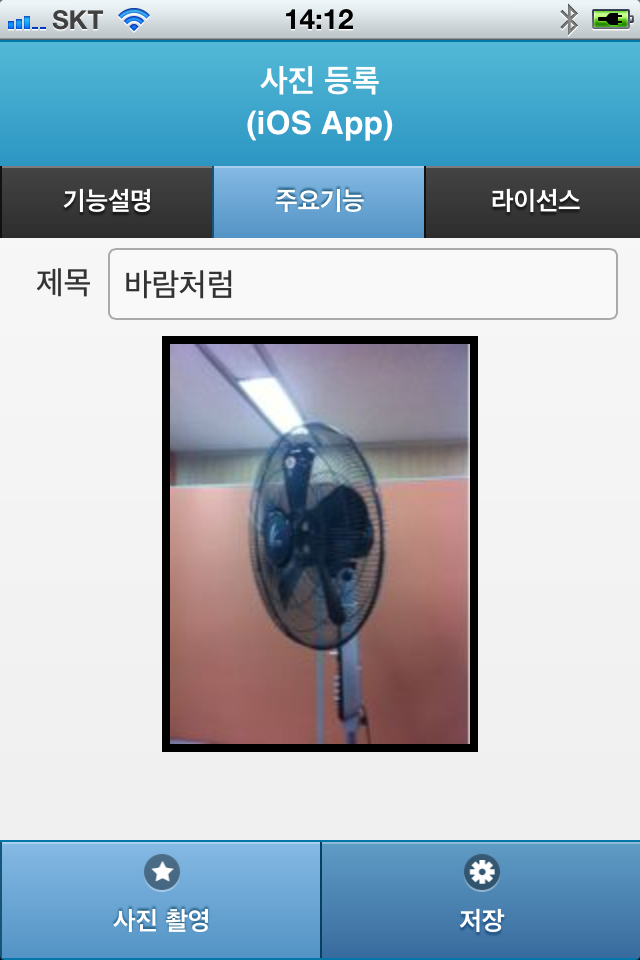 SKT 14:12
사진 등록
(iOS App)
기능설명 주요기능 라이선스
제목 바람처럼
사진 촬영 저장